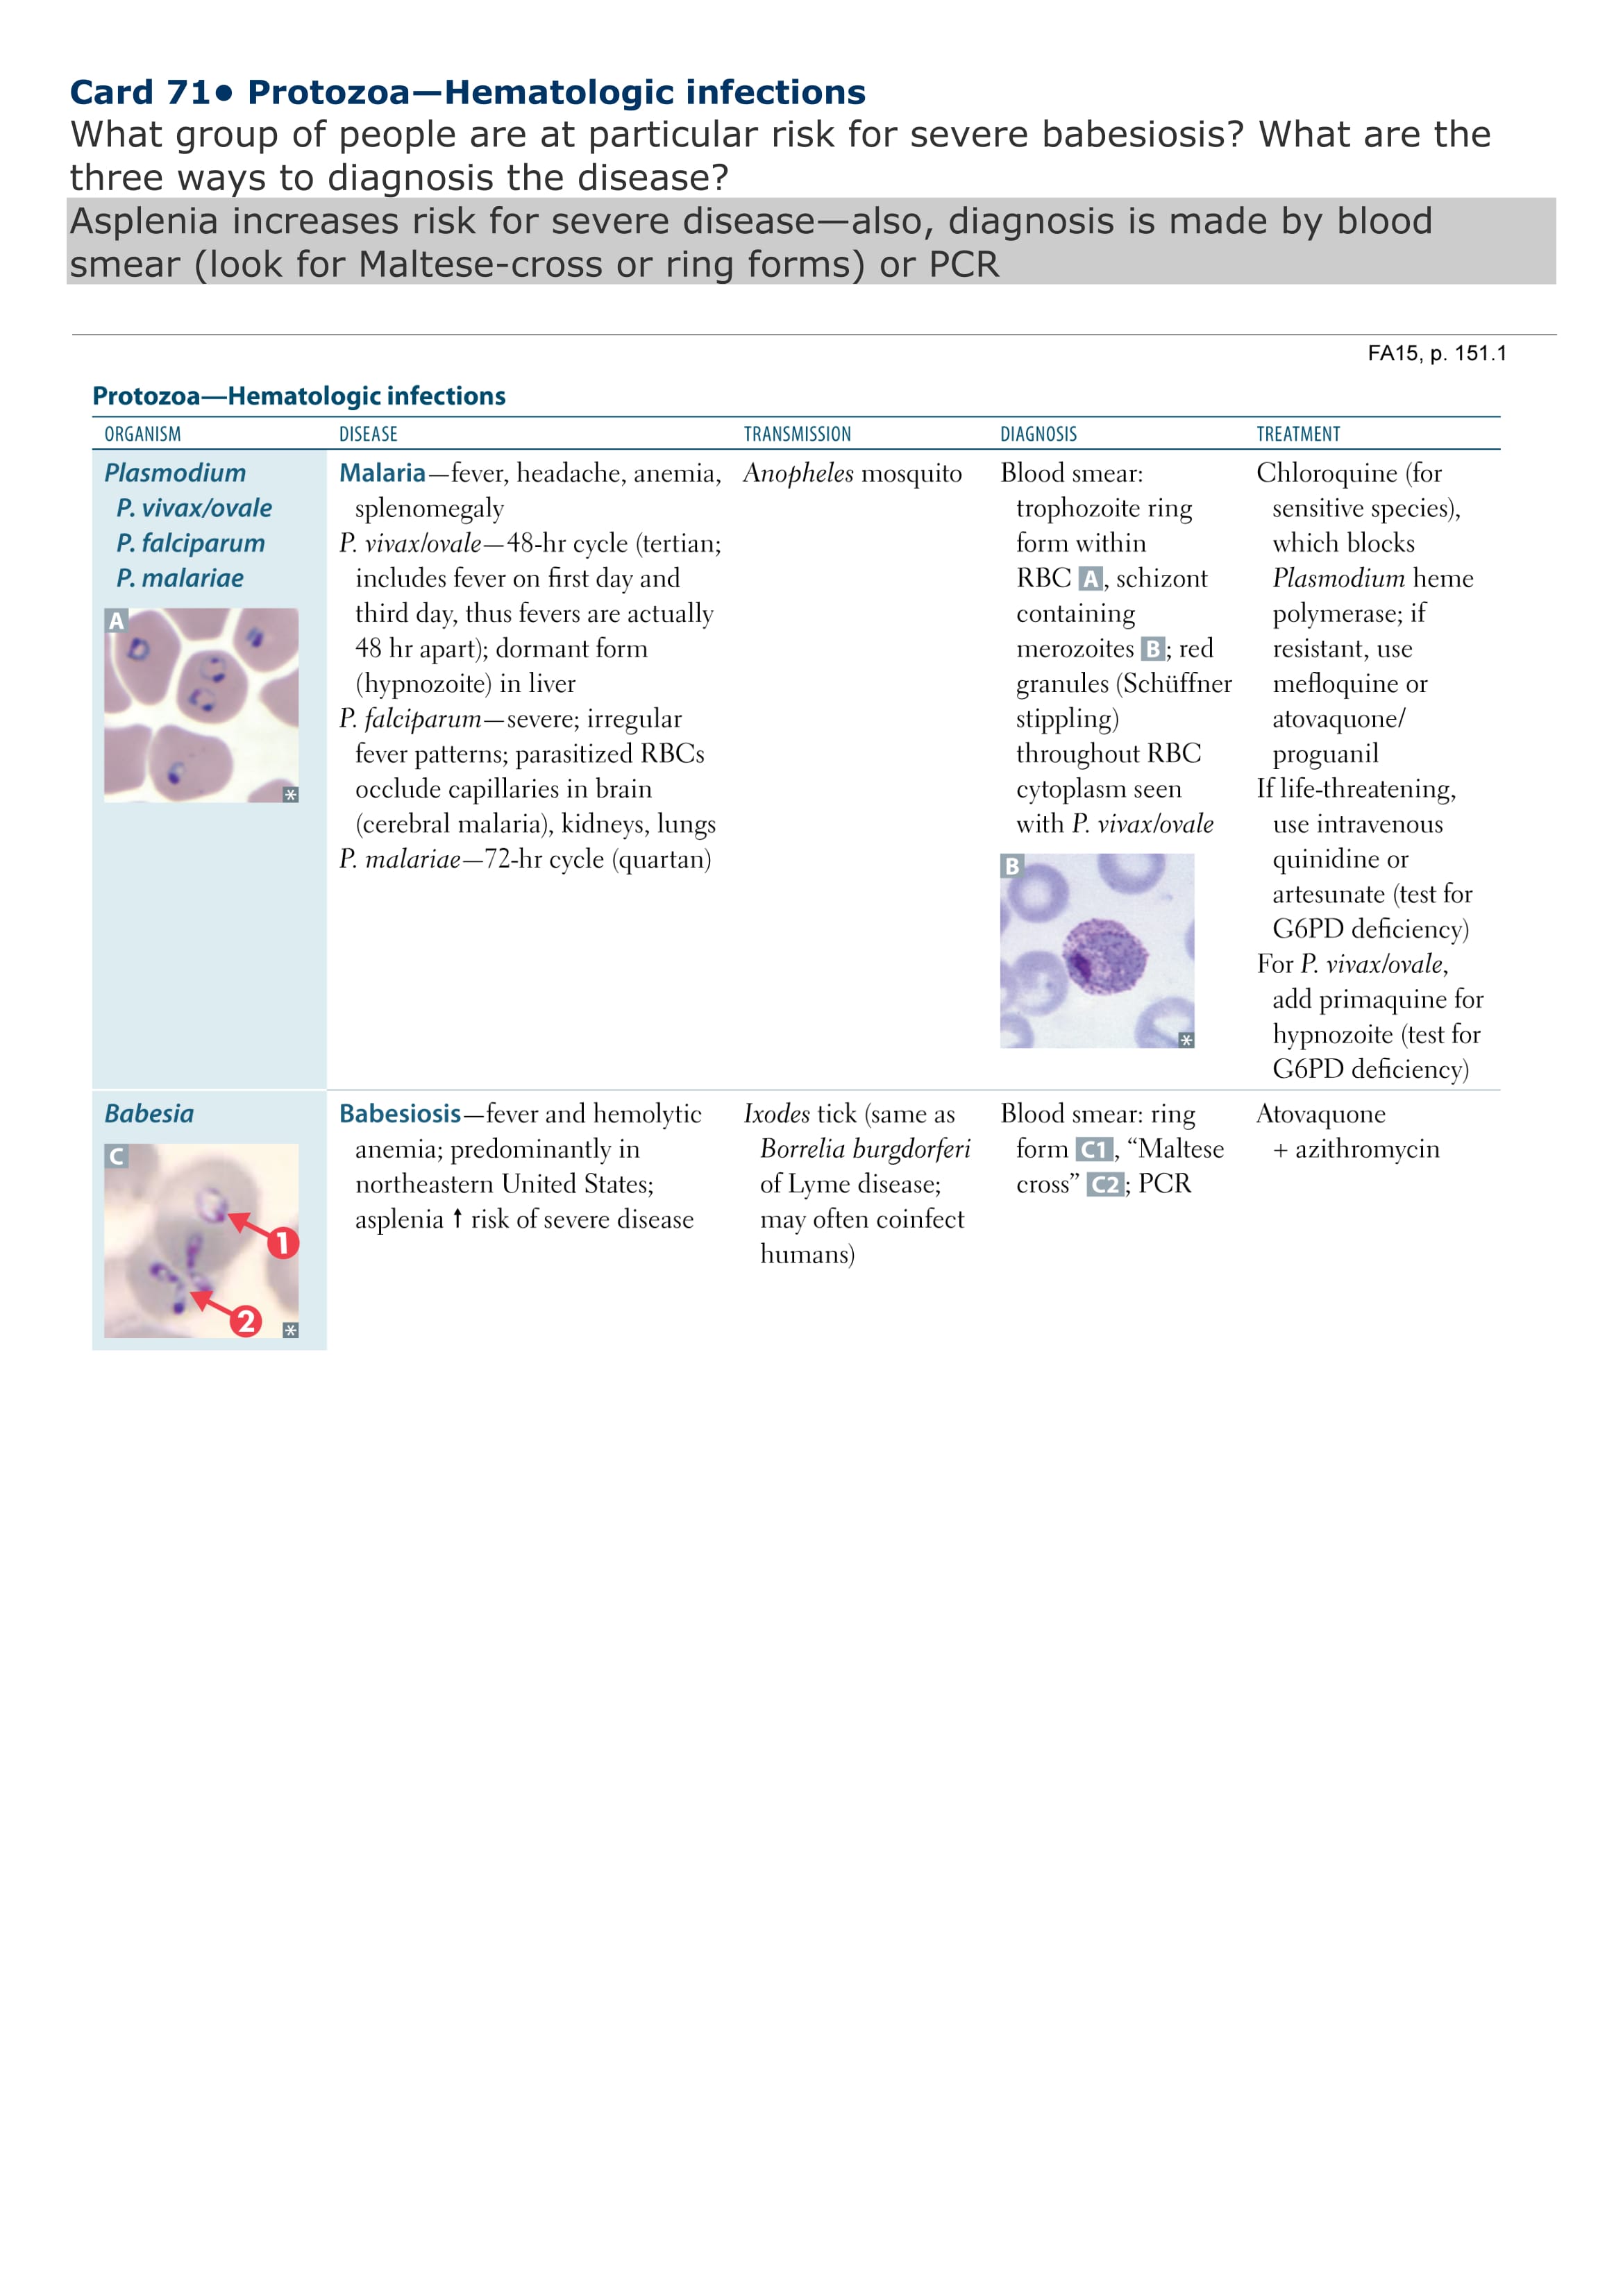 Card 71● Protozoa—Hematologic infections
What group of people are at particular risk for severe babesiosis? What are the
three ways to diagnosis the disease?
Asplenia increases risk for severe disease—also, diagnosis is made by blood
smear (look for Maltese-cross or ring forms) or PCR
FA15, p. 151.1
Protozoa—Hematologic infections
ORGANISM DISEASE TRANSMISSION DIAGNOSIS TREATMENT
Plasmodium
P. vivax/ovale
P. falciparum
P. malariae
A
*
Malaria—fever, headache, anemia,
splenomegaly
P. vivax/ovale—48-hr cycle (tertian;
includes fever on first day and
third day, thus fevers are actually
48 hr apart); dormant form
(hypnozoite) in liver
P. falciparum—severe; irregular
fever patterns; parasitized RBCs
occlude capillaries in brain
(cerebral malaria), kidneys, lungs
P. malariae—72-hr cycle (quartan)
Anopheles mosquito
Blood smear:
trophozoite ring
form within
RBC A, schizont
containing
merozoites B; red
granules (Schüffner
stippling)
throughout RBC
cytoplasm seen
with P. vivax/ovale
B
*
Chloroquine (for
sensitive species),
which blocks
Plasmodium heme
polymerase; if
resistant, use
mefloquine or
atovaquone/
proguanil
If life-threatening,
use intravenous
quinidine or
artesunate (test for
G6PD deficiency)
For P. vivax/ovale,
add primaquine for
hypnozoite (test for
G6PD deficiency)
Babesia
C
1
2
*
Babesiosis—fever and hemolytic
anemia; predominantly in
northeastern United States;
asplenia ↑ risk of severe disease
Ixodes tick (same as
Borrelia burgdorferi
of Lyme disease;
may often coinfect
humans)
Blood smear: ring
form C1, “Maltese
cross” C2; PCR
Atovaquone
+ azithromycin